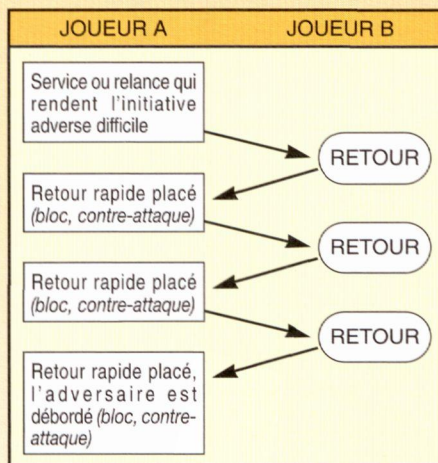 JOUEUR A JOUEUR B
Service ou relance qui
rendent l'initiative
adverse difficile
RETOUR
Retour rapide placé
(bloc, contre-attaque)
RETOUR
Retour rapide placé
(bloc, contre-attaque)
RETOUR
Retour rapide placé,
l'adversaire est
débordé (bloc, contre-
attaque)